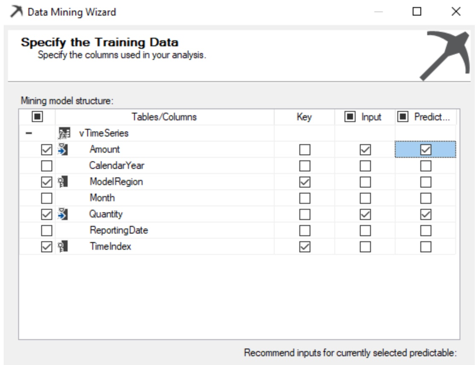 Data Mining Wizard
Specify the Training Data
Specify the columns used in your analysis.
Mining model structure:
Tables/Columns Key Input Predict...
vTimeSeries
Amount
CalendarYear
ModelRegion
Month
Quantity
ReportingDate
TimeIndex
Recommend inputs for currently selected predictable: